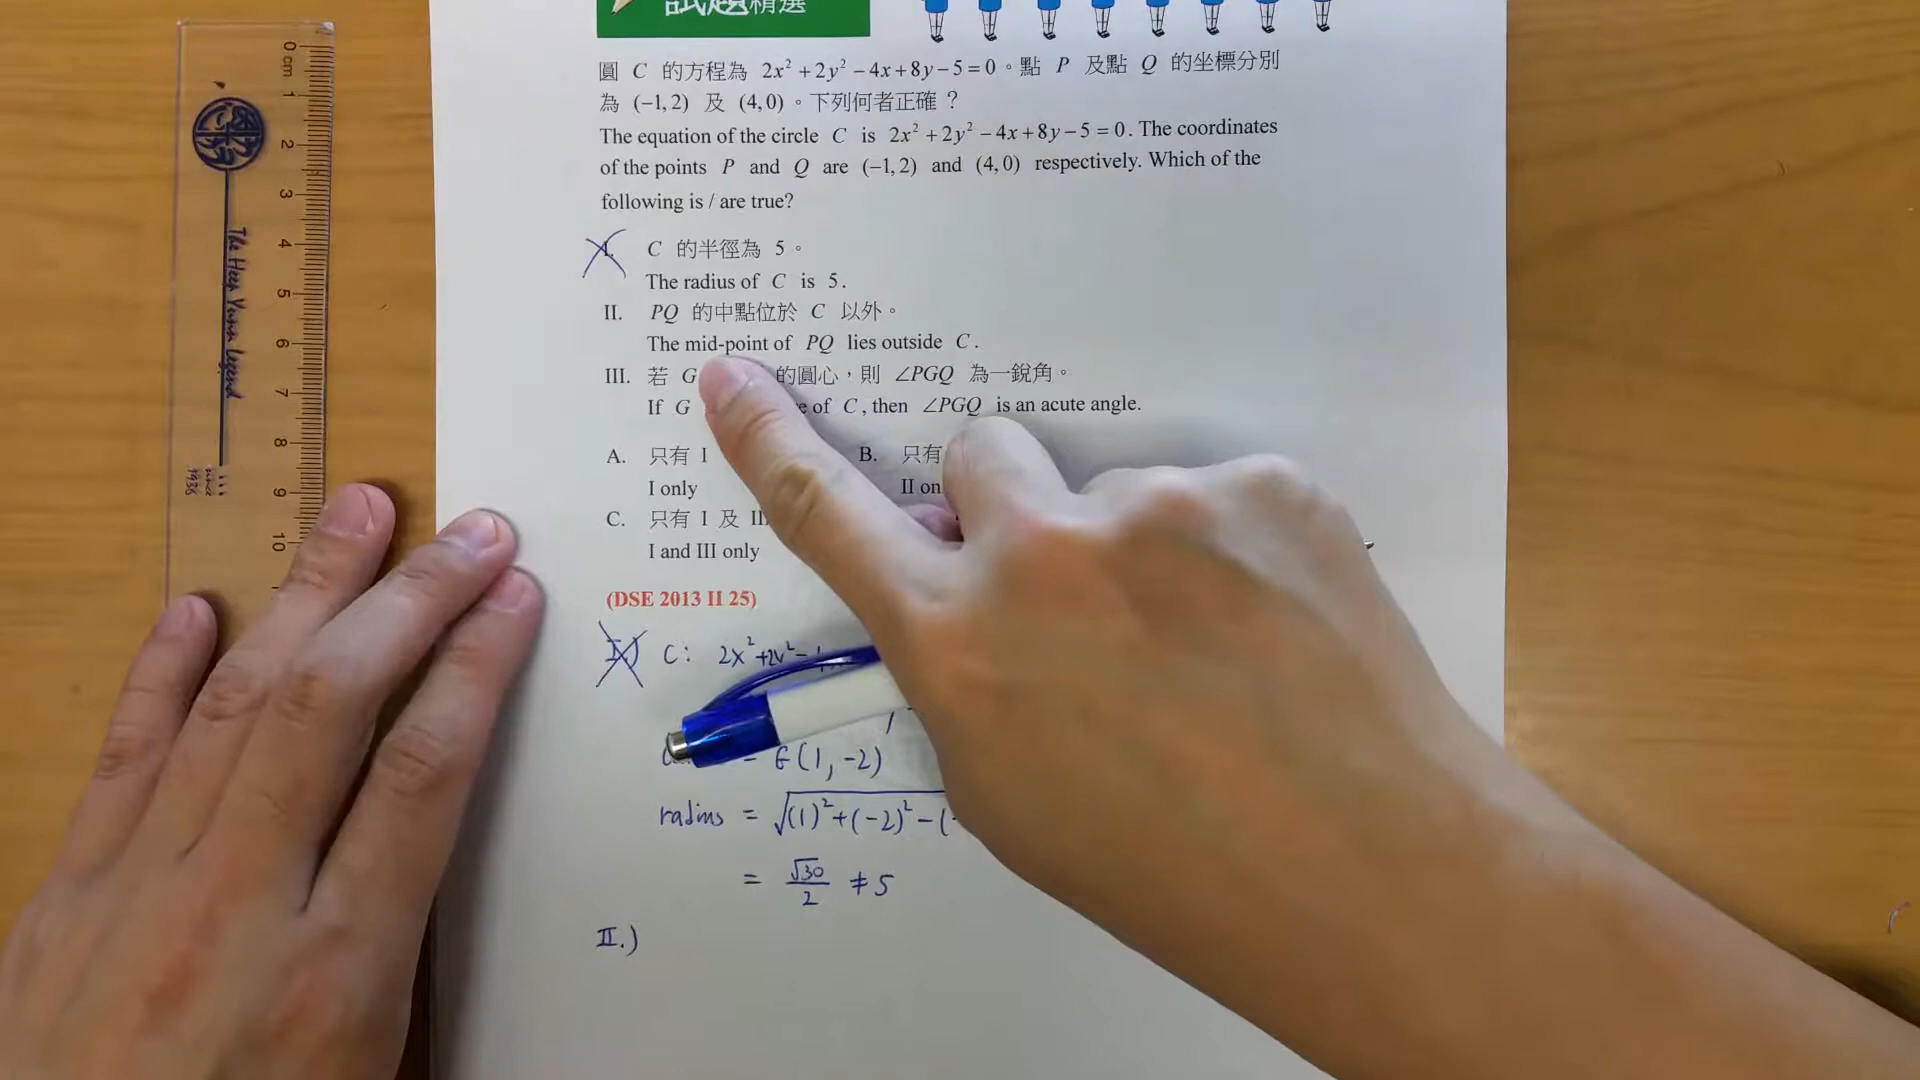 試題精選
圓 C 的方程為 2x² + 2y² − 4x + 8y − 5 = 0。點 P 及點 Q 的坐標分別
為 (−1, 2) 及 (4, 0)。下列何者正確？
The equation of the circle C is 2x² + 2y² − 4x + 8y − 5 = 0. The coordinates
of the points P and Q are (−1, 2) and (4, 0) respectively. Which of the
following is / are true?
C 的半徑為 5。
The radius of C is 5.
II. PQ 的中點位於 C 以外。
The mid-point of PQ lies outside C.
III. 若 G 的圓心，則 ∠PGQ 為一銳角。
If G of C, then ∠PGQ is an acute angle.
A. 只有 I B. 只有
I only II
C. 只有 I 及
I and III only
(DSE 2013 II 25)
C: 2x²+2y²−
= G(1, -2)
radius = √(1)²+(-2)²-(
= √30/2 ≠ 5
II.)
0 cm
1
2
3
4
5
6
7
8
9
10
The Heep Yunn Legend
since
1936